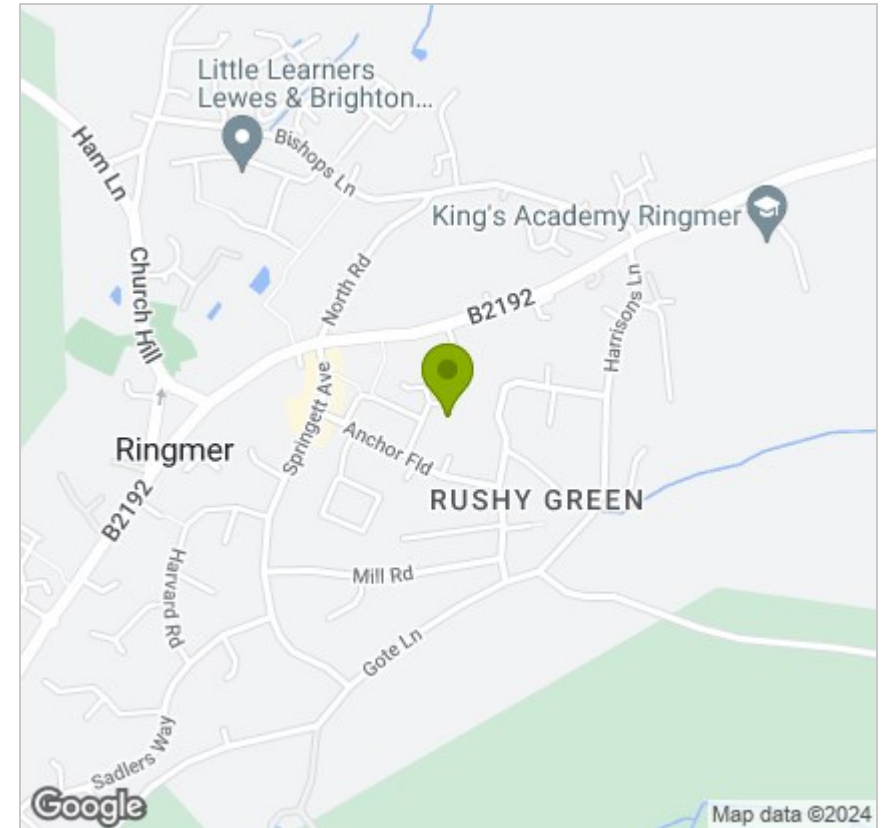 Little Learners
Lewes & Brighton...
Ham Ln
Bishops Ln
King's Academy Ringmer
Church Hill
North Rd
B2192
Harrisons Ln
Springett Ave
Ringmer
Anchor Fld
B2192
RUSHY GREEN
Harvard Rd
Mill Rd
Gote Ln
Sadlers Way
Google
Map data ©2024